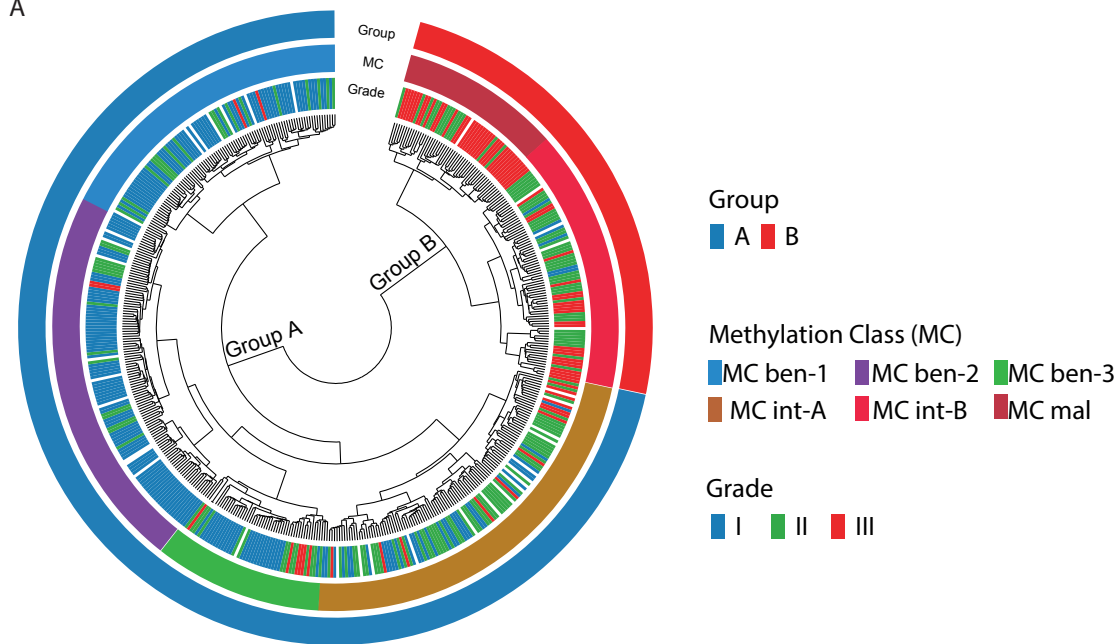 A
Group
MC
Grade
Group B
Group A
Group
A B
Methylation Class (MC)
MC ben-1 MC ben-2 MC ben-3
MC int-A MC int-B MC mal
Grade
I II III